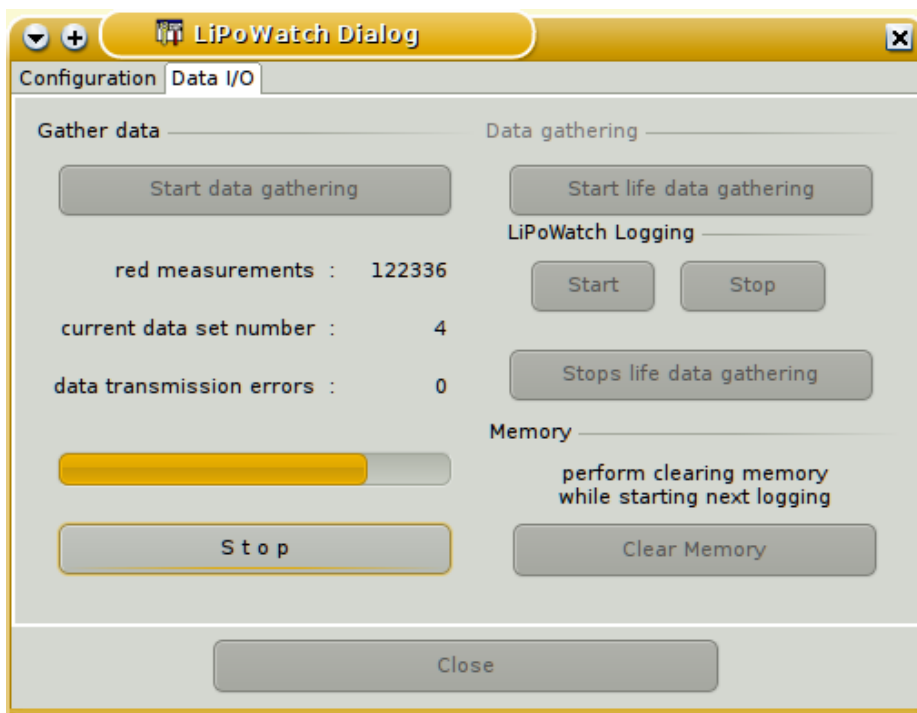 LiPoWatch Dialog
Configuration Data I/O
Gather data
Start data gathering
red measurements : 122336
current data set number : 4
data transmission errors : 0
S t o p
Data gathering
Start life data gathering
LiPoWatch Logging
Start Stop
Stops life data gathering
Memory
perform clearing memory
while starting next logging
Clear Memory
Close